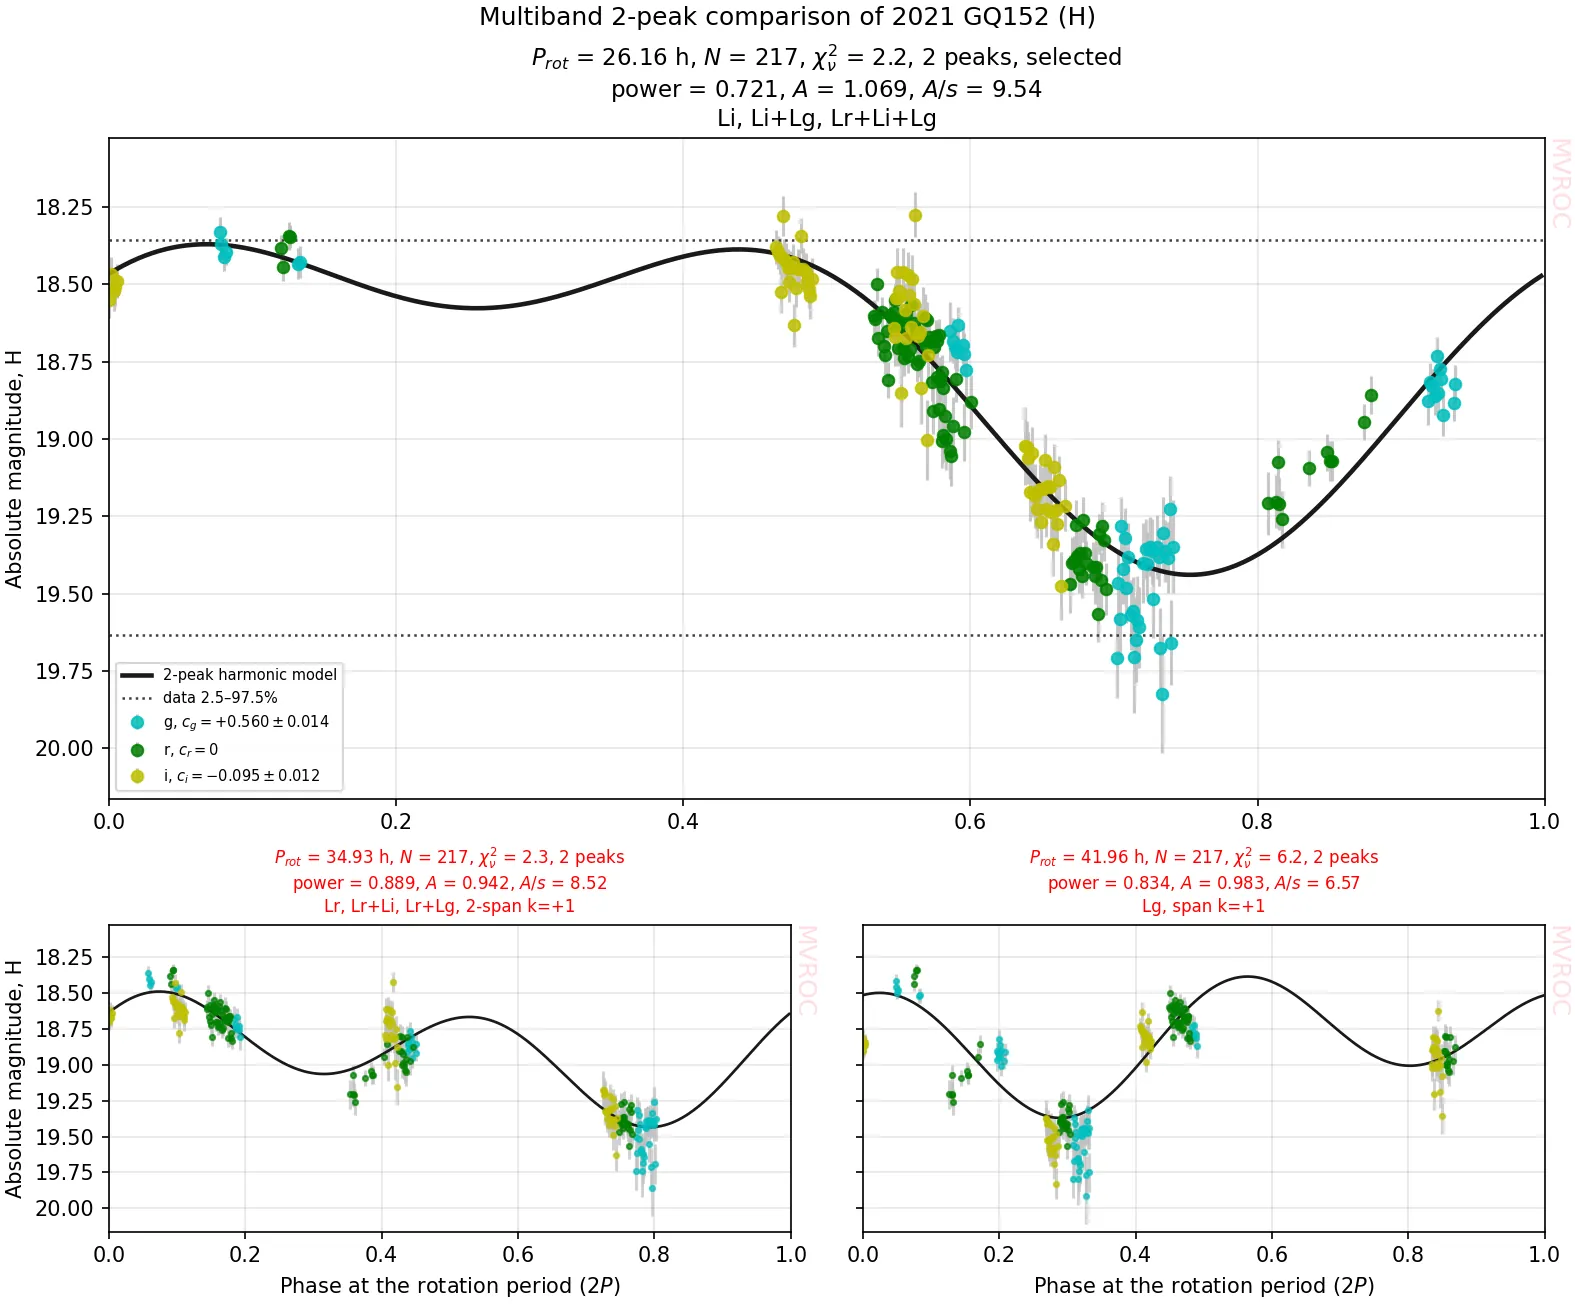 Multiband 2-peak comparison of 2021 GQ152 (H)
P_rot = 26.16 h, N = 217, χ²_ν = 2.2, 2 peaks, selected
power = 0.721, A = 1.069, A/s = 9.54
Li, Li+Lg, Lr+Li+Lg
MVROC
Absolute magnitude, H
18.25
18.50
18.75
19.00
19.25
19.50
19.75
20.00
2-peak harmonic model
data 2.5–97.5%
g, c_g = +0.560 ± 0.014
r, c_r = 0
i, c_i = −0.095 ± 0.012
0.0 0.2 0.4 0.6 0.8 1.0
P_rot = 34.93 h, N = 217, χ²_ν = 2.3, 2 peaks
power = 0.889, A = 0.942, A/s = 8.52
Lr, Lr+Li, Lr+Lg, 2-span k=+1
MVROC
Absolute magnitude, H
18.25
18.50
18.75
19.00
19.25
19.50
19.75
20.00
0.0 0.2 0.4 0.6 0.8 1.0
Phase at the rotation period (2P)
P_rot = 41.96 h, N = 217, χ²_ν = 6.2, 2 peaks
power = 0.834, A = 0.983, A/s = 6.57
Lg, span k=+1
MVROC
0.0 0.2 0.4 0.6 0.8 1.0
Phase at the rotation period (2P)